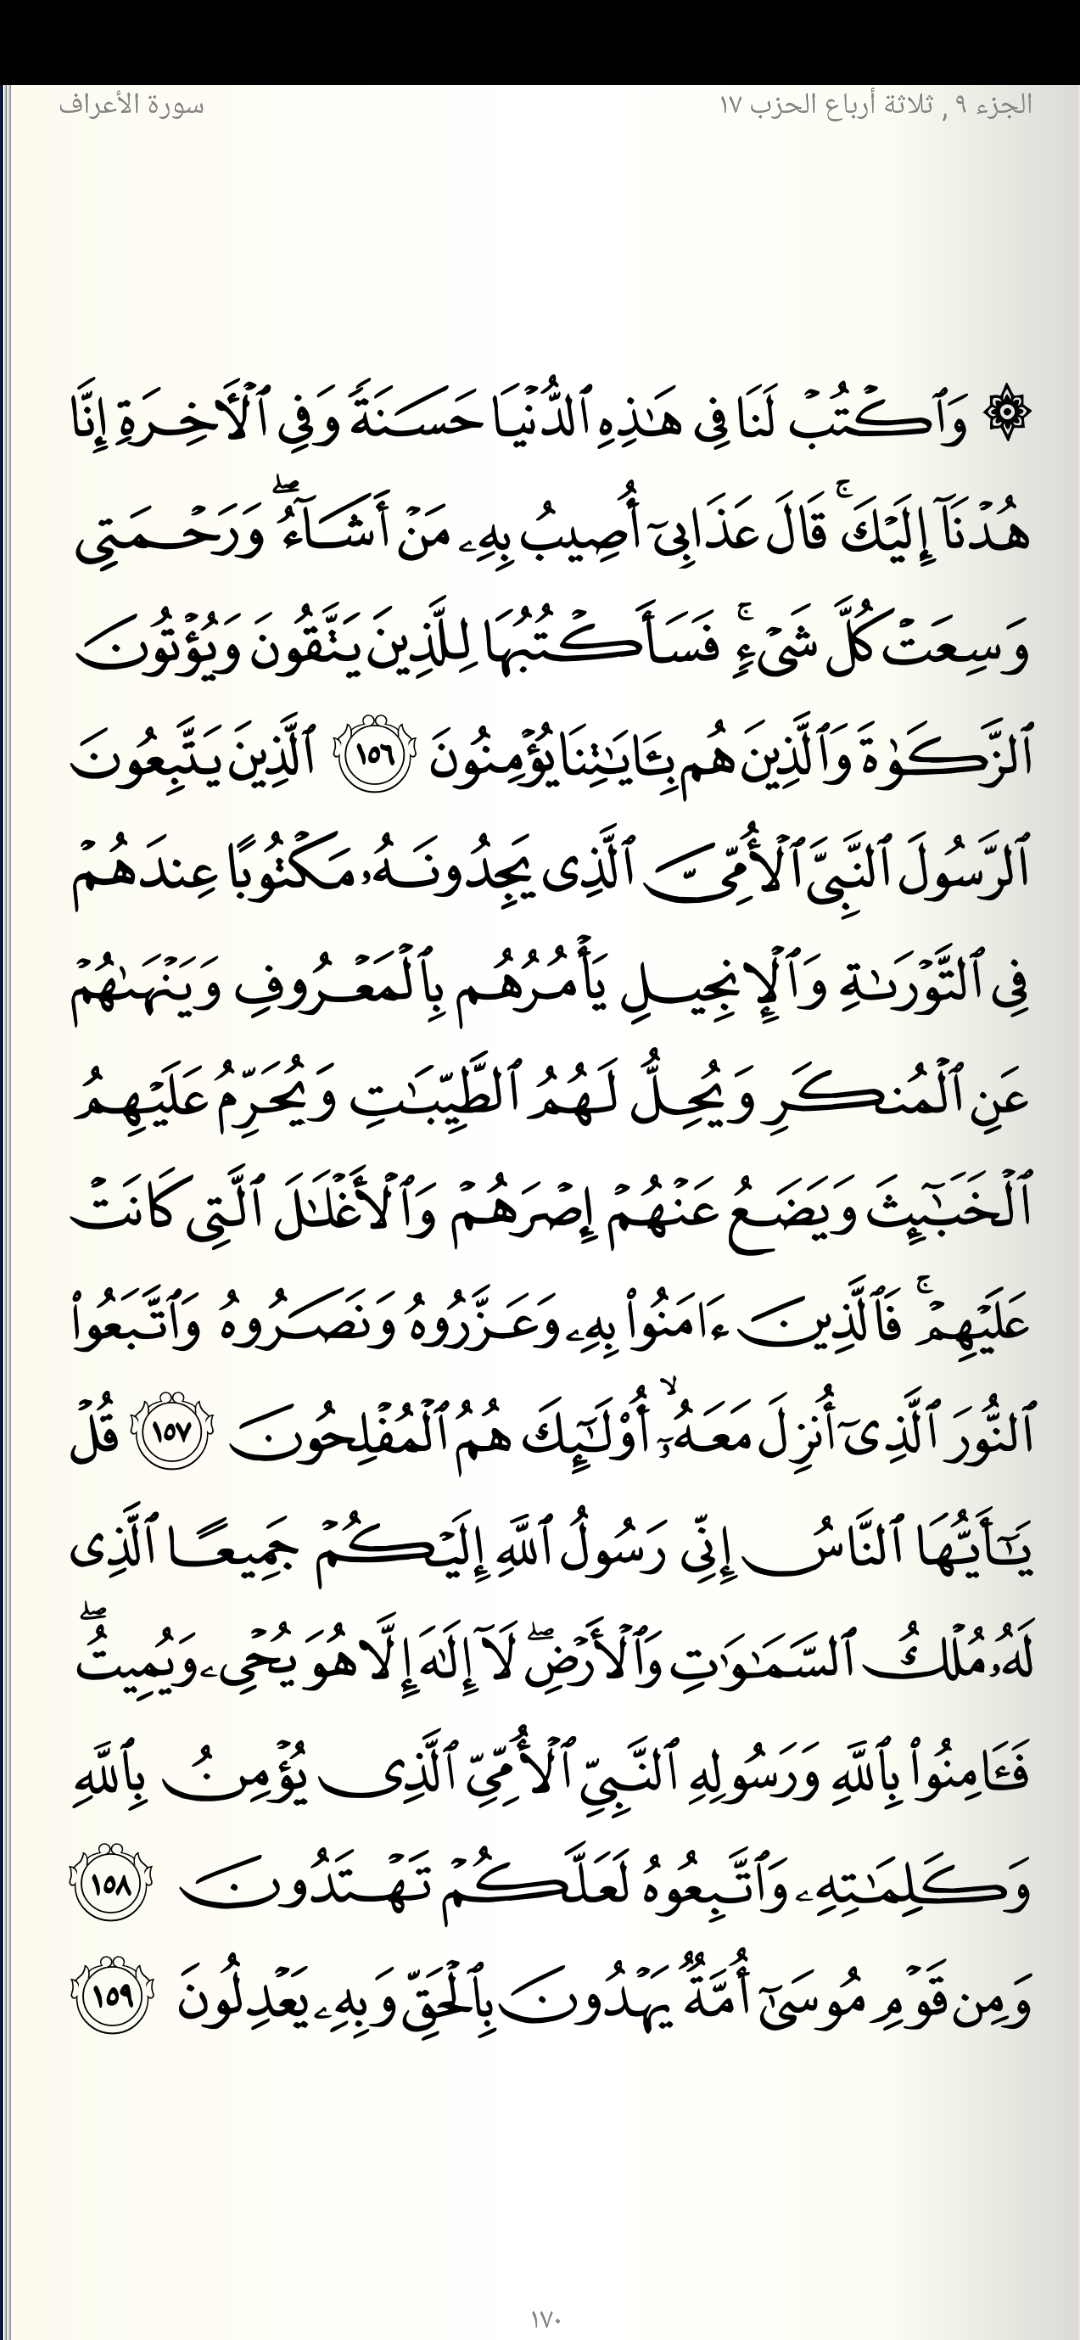 الجزء ٩ , ثلاثة أرباع الحزب ١٧
سورة الأعراف
۞ وَٱكۡتُبۡ لَنَا فِي هَٰذِهِ ٱلدُّنۡيَا حَسَنَةٗ وَفِي ٱلۡأٓخِرَةِ إِنَّا
هُدۡنَآ إِلَيۡكَۚ قَالَ عَذَابِيٓ أُصِيبُ بِهِۦ مَنۡ أَشَآءُۖ وَرَحۡمَتِي
وَسِعَتۡ كُلَّ شَيۡءٖۚ فَسَأَكۡتُبُهَا لِلَّذِينَ يَتَّقُونَ وَيُؤۡتُونَ
ٱلزَّكَوٰةَ وَٱلَّذِينَ هُم بِـَٔايَٰتِنَا يُؤۡمِنُونَ ١٥٦ ٱلَّذِينَ يَتَّبِعُونَ
ٱلرَّسُولَ ٱلنَّبِيَّ ٱلۡأُمِّيَّ ٱلَّذِي يَجِدُونَهُۥ مَكۡتُوبًا عِندَهُمۡ
فِي ٱلتَّوۡرَىٰةِ وَٱلۡإِنجِيلِ يَأۡمُرُهُم بِٱلۡمَعۡرُوفِ وَيَنۡهَىٰهُمۡ
عَنِ ٱلۡمُنكَرِ وَيُحِلُّ لَهُمُ ٱلطَّيِّبَٰتِ وَيُحَرِّمُ عَلَيۡهِمُ
ٱلۡخَبَٰٓئِثَ وَيَضَعُ عَنۡهُمۡ إِصۡرَهُمۡ وَٱلۡأَغۡلَٰلَ ٱلَّتِي كَانَتۡ
عَلَيۡهِمۡۚ فَٱلَّذِينَ ءَامَنُواْ بِهِۦ وَعَزَّرُوهُ وَنَصَرُوهُ وَٱتَّبَعُواْ
ٱلنُّورَ ٱلَّذِيٓ أُنزِلَ مَعَهُۥٓۙ أُوْلَٰٓئِكَ هُمُ ٱلۡمُفۡلِحُونَ ١٥٧ قُلۡ
يَٰٓأَيُّهَا ٱلنَّاسُ إِنِّي رَسُولُ ٱللَّهِ إِلَيۡكُمۡ جَمِيعًا ٱلَّذِي
لَهُۥ مُلۡكُ ٱلسَّمَٰوَٰتِ وَٱلۡأَرۡضِۖ لَآ إِلَٰهَ إِلَّا هُوَ يُحۡيِۦ وَيُمِيتُۖ
فَـَٔامِنُواْ بِٱللَّهِ وَرَسُولِهِ ٱلنَّبِيِّ ٱلۡأُمِّيِّ ٱلَّذِي يُؤۡمِنُ بِٱللَّهِ
وَكَلِمَٰتِهِۦ وَٱتَّبِعُوهُ لَعَلَّكُمۡ تَهۡتَدُونَ ١٥٨
وَمِن قَوۡمِ مُوسَىٰٓ أُمَّةٞ يَهۡدُونَ بِٱلۡحَقِّ وَبِهِۦ يَعۡدِلُونَ ١٥٩
١٧٠